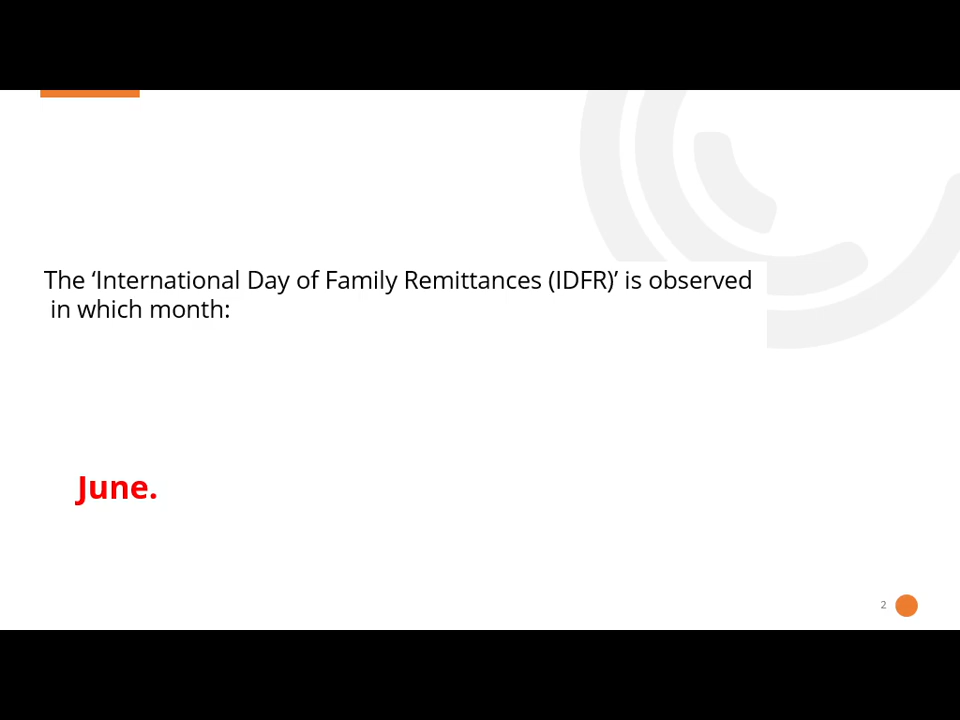 The ‘International Day of Family Remittances (IDFR)’ is observed
in which month:
June.
2